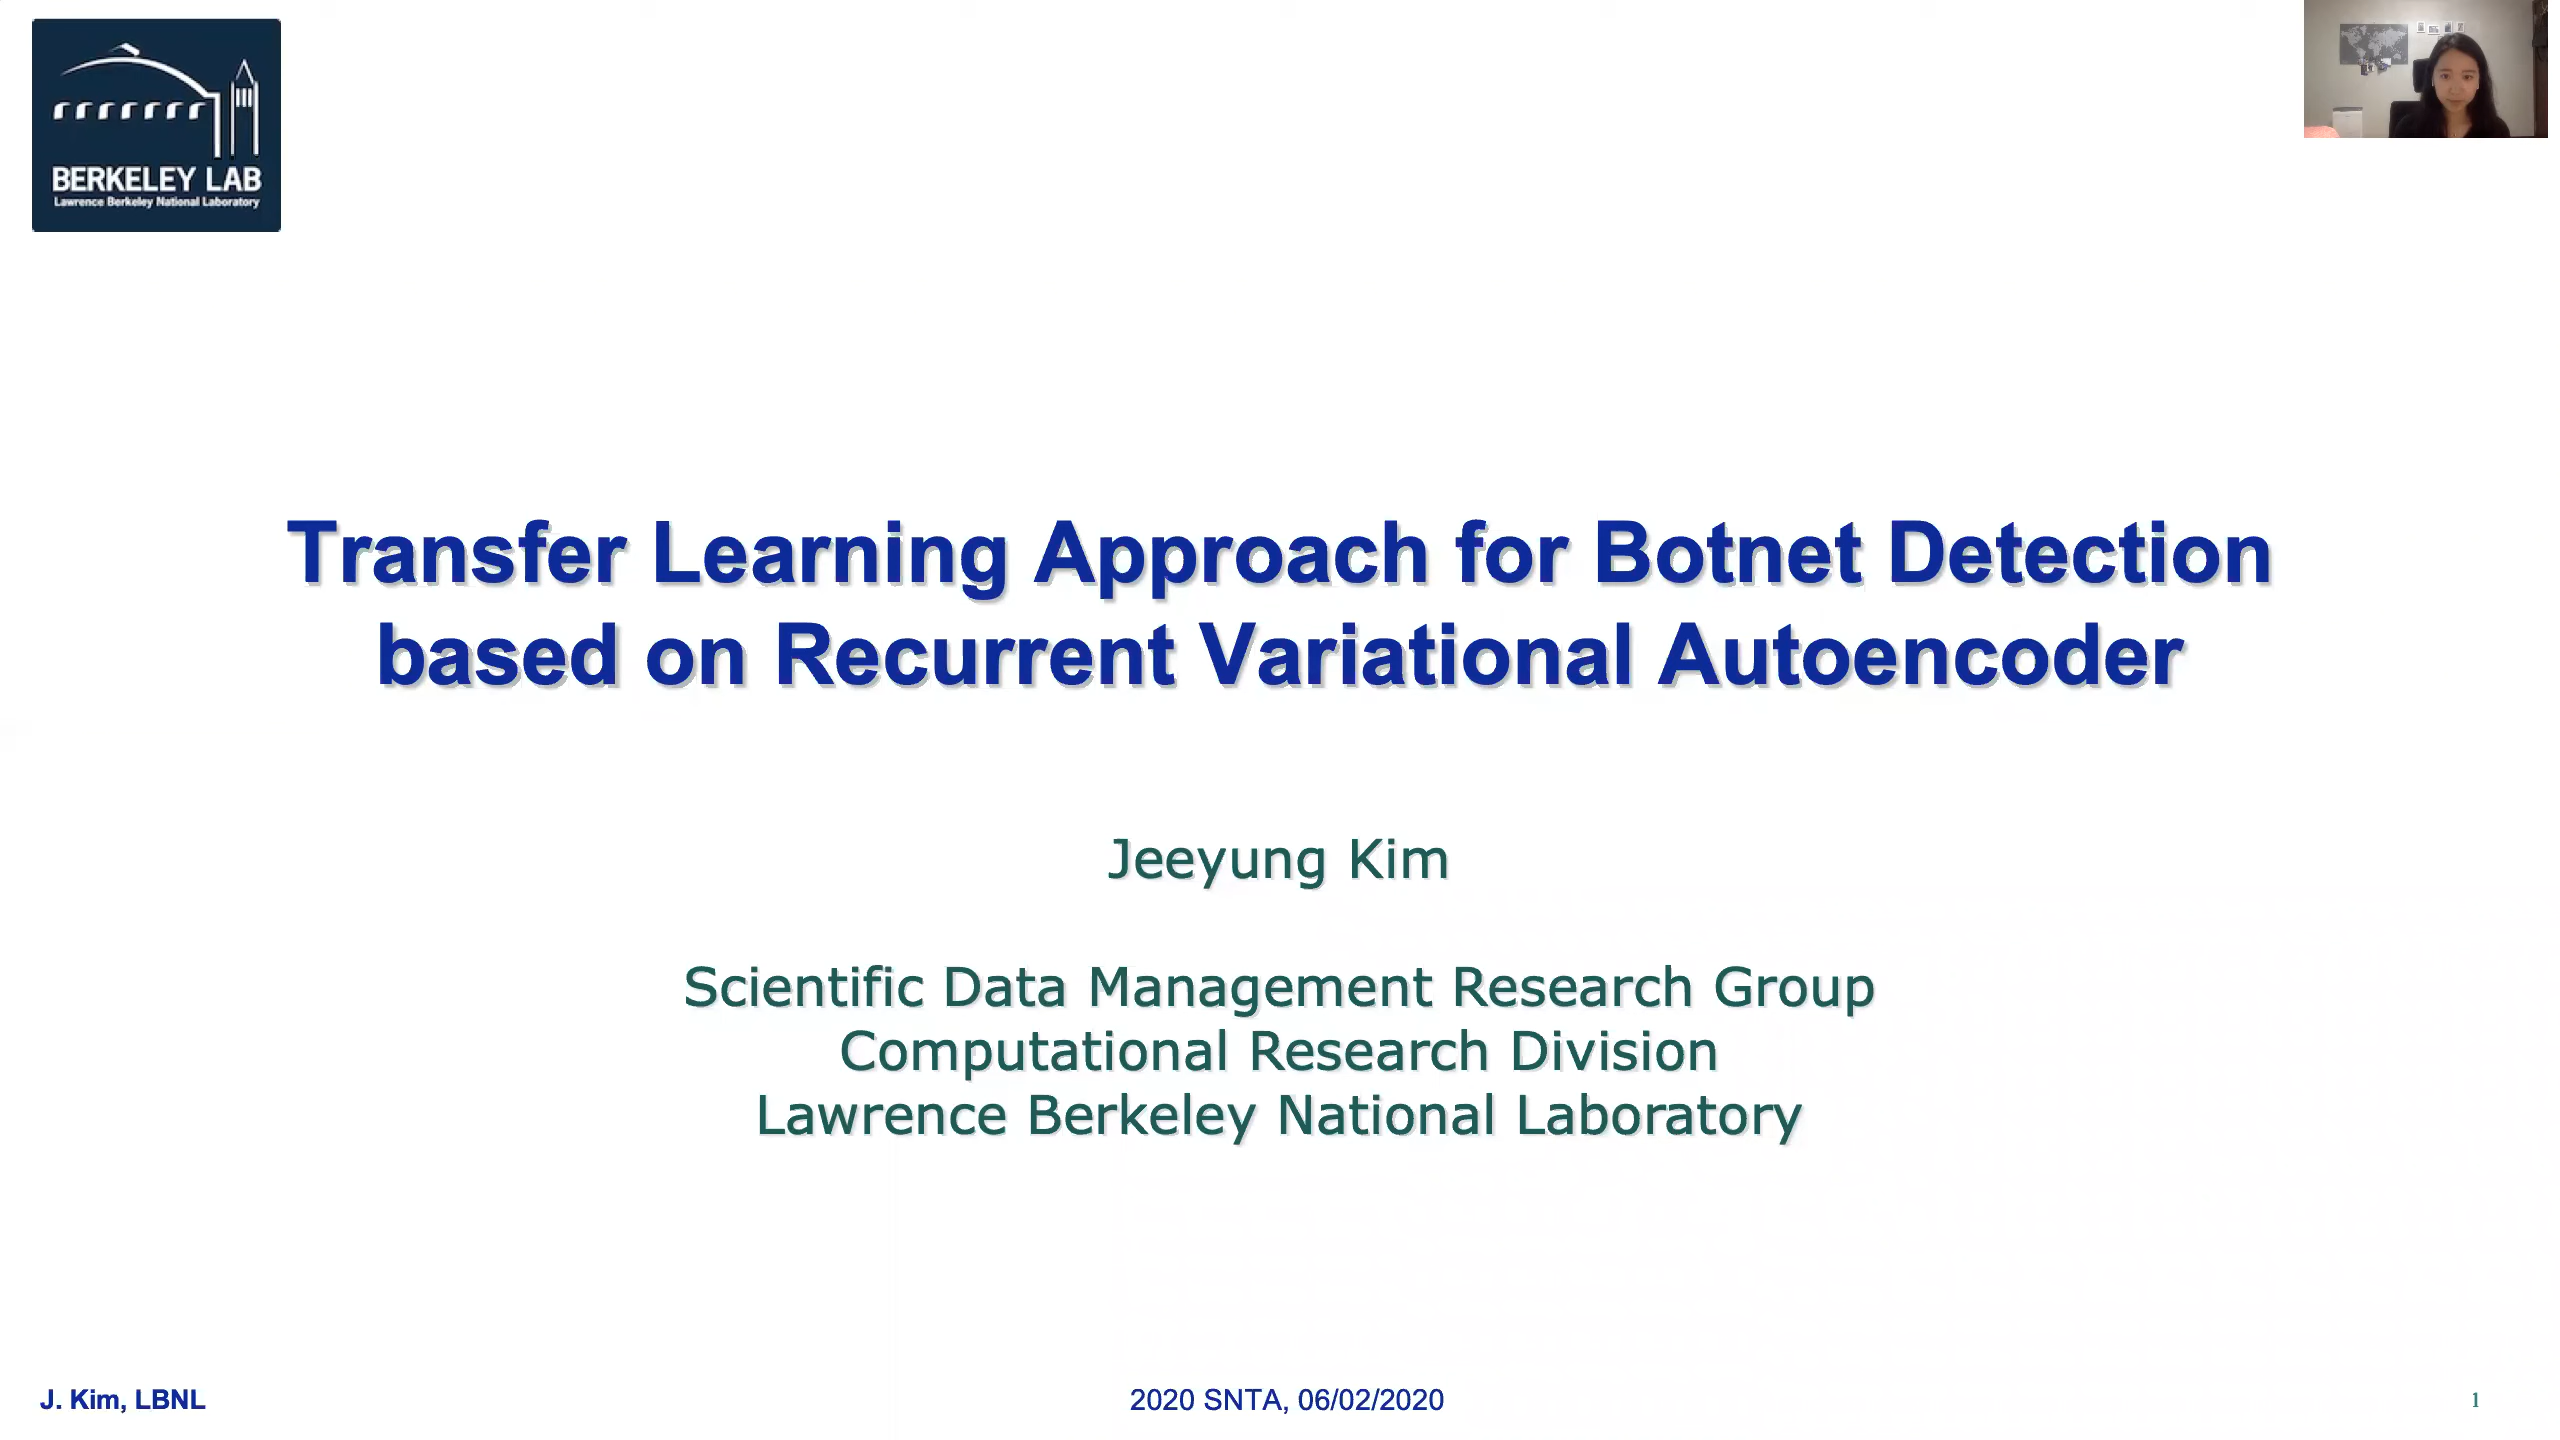 BERKELEY LAB
Lawrence Berkeley National Laboratory
Transfer Learning Approach for Botnet Detection
based on Recurrent Variational Autoencoder
Jeeyung Kim
Scientific Data Management Research Group
Computational Research Division
Lawrence Berkeley National Laboratory
J. Kim, LBNL
2020 SNTA, 06/02/2020
1